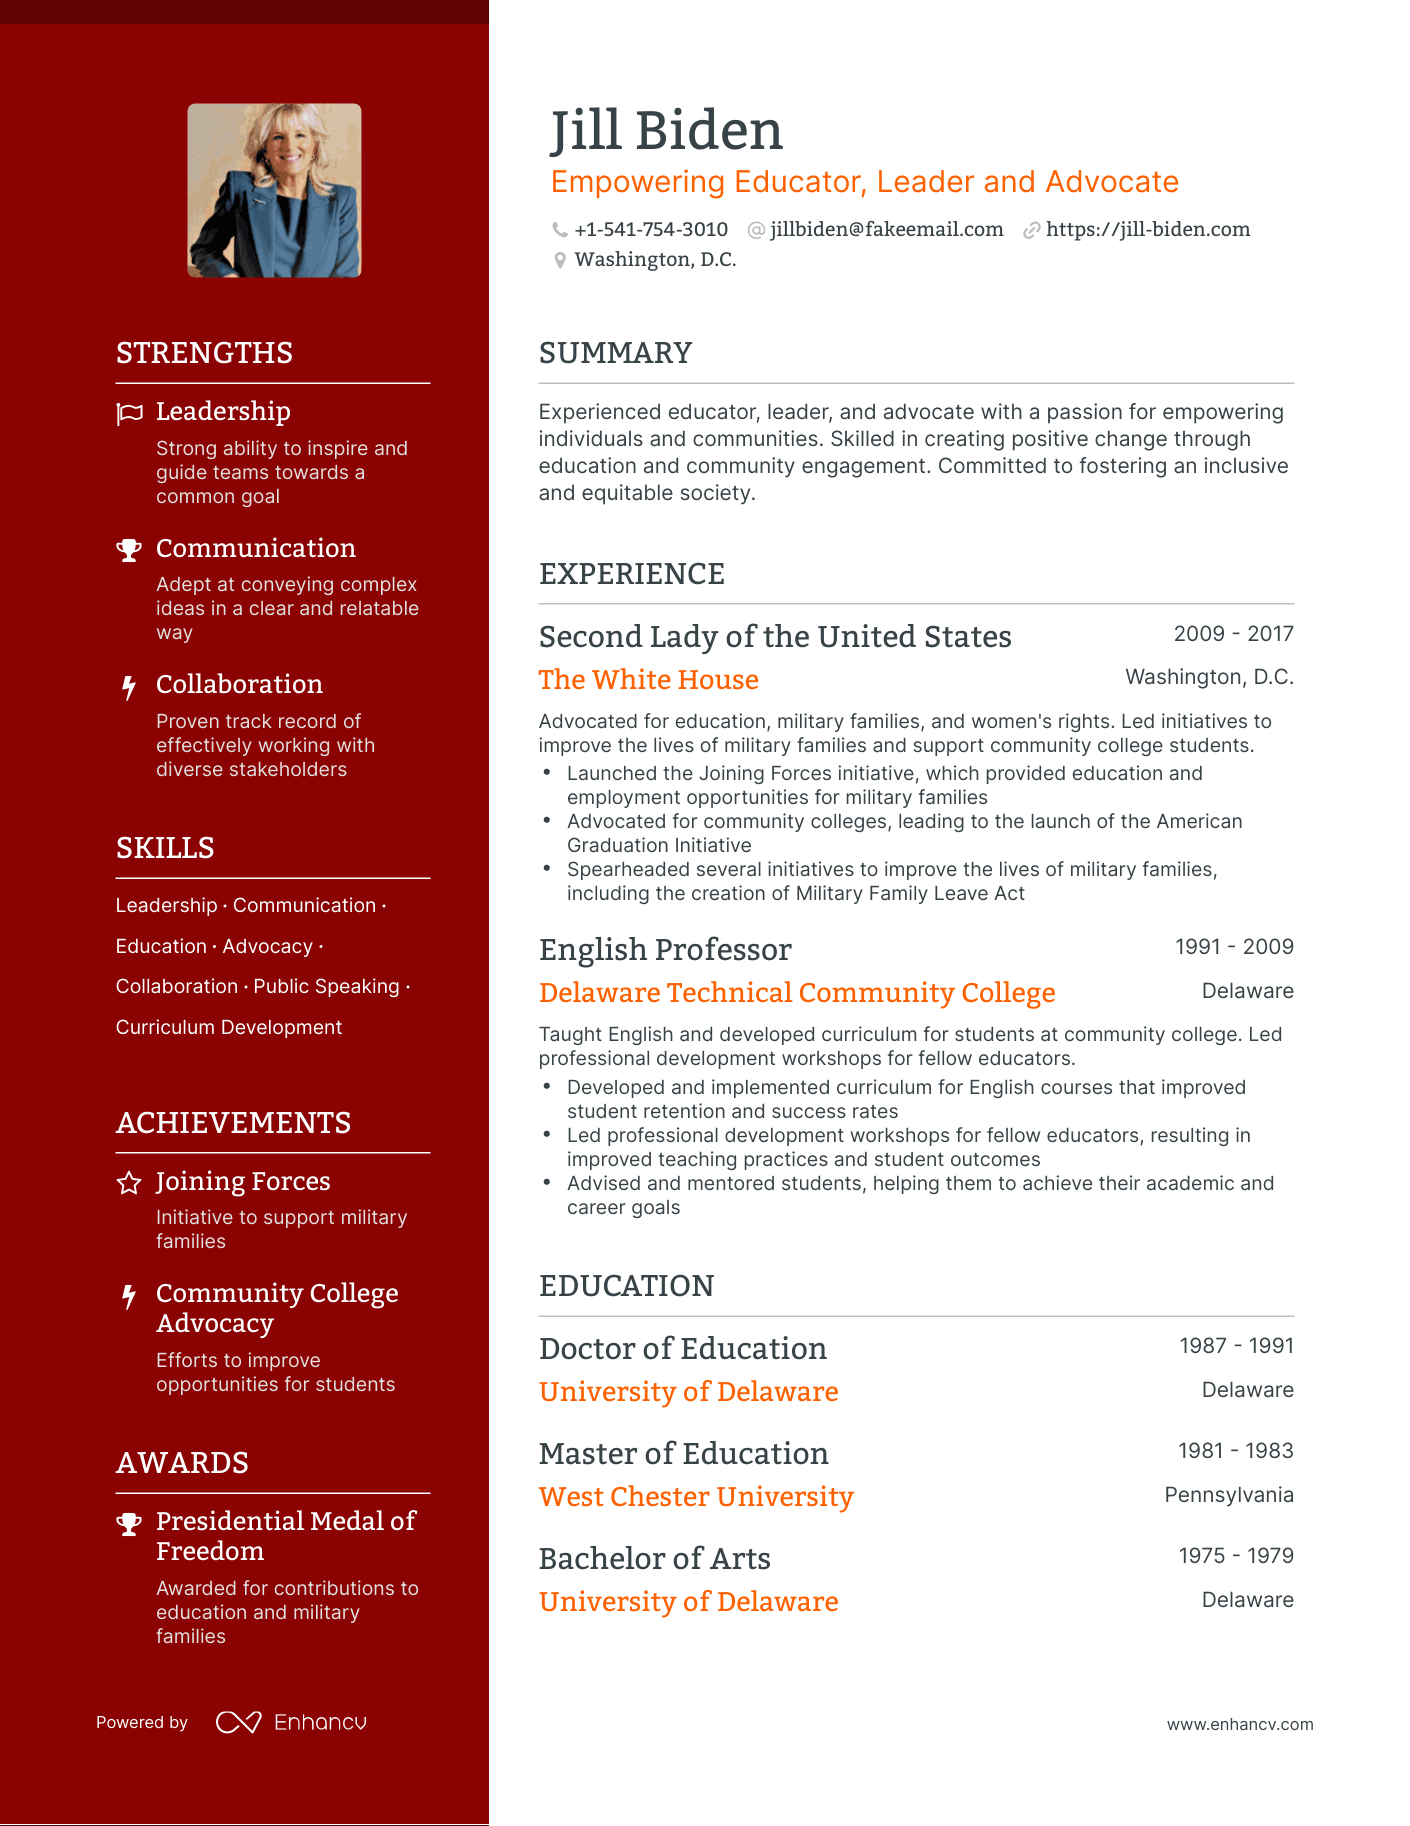 Jill Biden
Empowering Educator, Leader and Advocate
+1-541-754-3010 jillbiden@fakeemail.com https://jill-biden.com
Washington, D.C.
STRENGTHS
Leadership
Strong ability to inspire and
guide teams towards a
common goal
Communication
Adept at conveying complex
ideas in a clear and relatable
way
Collaboration
Proven track record of
effectively working with
diverse stakeholders
SKILLS
Leadership · Communication ·
Education · Advocacy ·
Collaboration · Public Speaking ·
Curriculum Development
ACHIEVEMENTS
Joining Forces
Initiative to support military
families
Community College
Advocacy
Efforts to improve
opportunities for students
AWARDS
Presidential Medal of
Freedom
Awarded for contributions to
education and military
families
SUMMARY
Experienced educator, leader, and advocate with a passion for empowering
individuals and communities. Skilled in creating positive change through
education and community engagement. Committed to fostering an inclusive
and equitable society.
EXPERIENCE
Second Lady of the United States 2009 - 2017
The White House Washington, D.C.
Advocated for education, military families, and women's rights. Led initiatives to
improve the lives of military families and support community college students.
• Launched the Joining Forces initiative, which provided education and
employment opportunities for military families
• Advocated for community colleges, leading to the launch of the American
Graduation Initiative
• Spearheaded several initiatives to improve the lives of military families,
including the creation of Military Family Leave Act
English Professor 1991 - 2009
Delaware Technical Community College Delaware
Taught English and developed curriculum for students at community college. Led
professional development workshops for fellow educators.
• Developed and implemented curriculum for English courses that improved
student retention and success rates
• Led professional development workshops for fellow educators, resulting in
improved teaching practices and student outcomes
• Advised and mentored students, helping them to achieve their academic and
career goals
EDUCATION
Doctor of Education 1987 - 1991
University of Delaware Delaware
Master of Education 1981 - 1983
West Chester University Pennsylvania
Bachelor of Arts 1975 - 1979
University of Delaware Delaware
Powered by Enhancv
www.enhancv.com